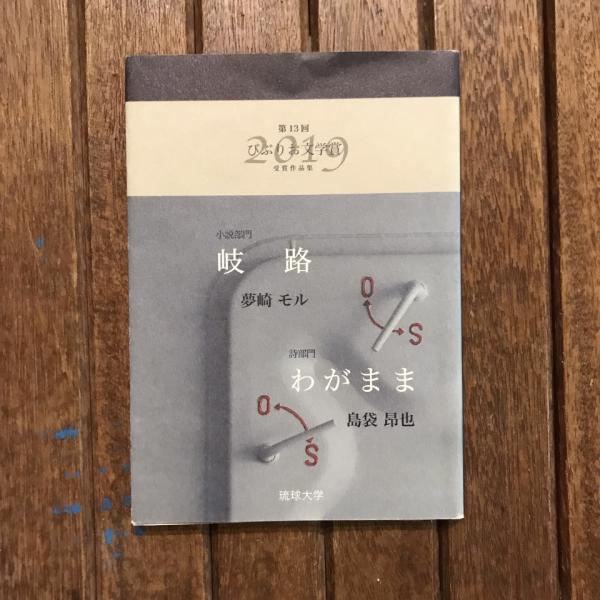 第13回
2019
びぶりお文学賞
受賞作品集
小説部門
岐路
夢崎 モル
O
S
詩部門
わがまま
島袋 昂也
O
S
琉球大学